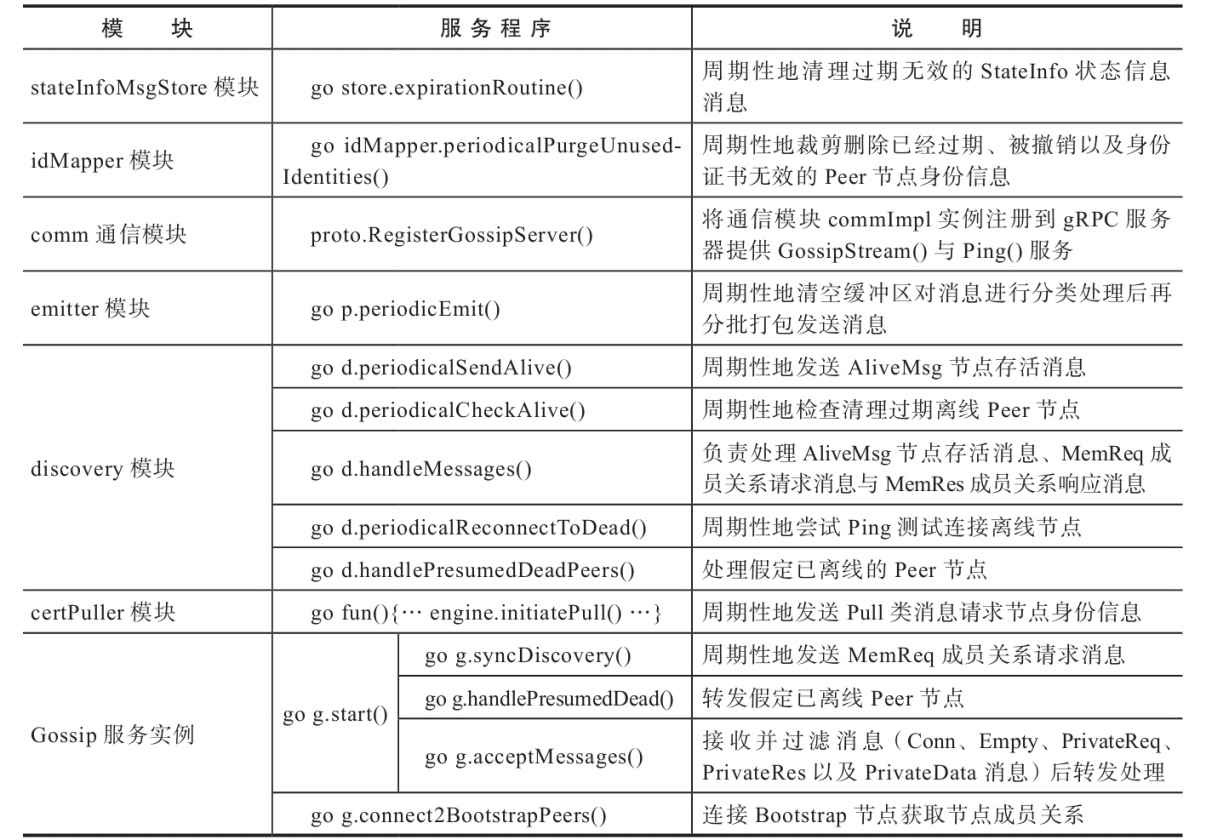 模 块 服务程序 说 明
stateInfoMsgStore 模块 go store.expirationRoutine() 周期性地清理过期无效的 StateInfo 状态信息
消息
idMapper 模块 go idMapper.periodicalPurgeUnused-
Identities() 周期性地裁剪删除已经过期、被撤销以及身份
证书无效的 Peer 节点身份信息
comm 通信模块 proto.RegisterGossipServer() 将通信模块 commImpl 实例注册到 gRPC 服务
器提供 GossipStream() 与 Ping() 服务
emitter 模块 go p.periodicEmit() 周期性地清空缓冲区对消息进行分类处理后再
分批打包发送消息
discovery 模块 go d.periodicalSendAlive() 周期性地发送 AliveMsg 节点存活消息
go d.periodicalCheckAlive() 周期性地检查清理过期离线 Peer 节点
go d.handleMessages() 负责处理 AliveMsg 节点存活消息、MemReq 成
员关系请求消息与 MemRes 成员关系响应消息
go d.periodicalReconnectToDead() 周期性地尝试 Ping 测试连接离线节点
go d.handlePresumedDeadPeers() 处理假定已离线的 Peer 节点
certPuller 模块 go fun(){… engine.initiatePull() …} 周期性地发送 Pull 类消息请求节点身份信息
Gossip 服务实例 go g.start() go g.syncDiscovery() 周期性地发送 MemReq 成员关系请求消息
go g.handlePresumedDead() 转发假定已离线 Peer 节点
go g.acceptMessages() 接收并过滤消息（Conn、Empty、PrivateReq、
PrivateRes 以及 PrivateData 消息）后转发处理
go g.connect2BootstrapPeers() 连接 Bootstrap 节点获取节点成员关系